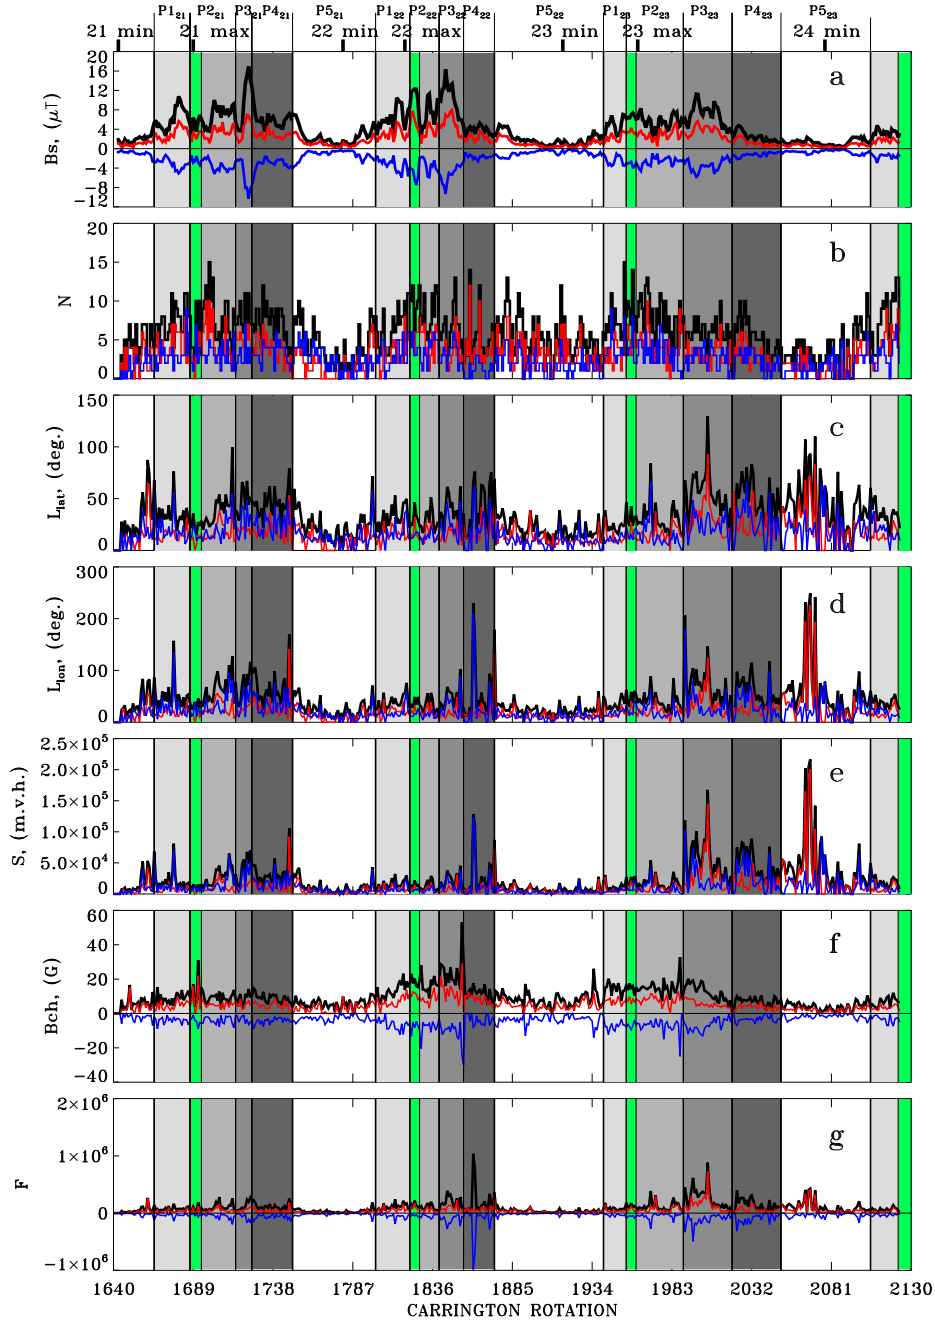 P1₂₁ P2₂₁ P3₂₁ P4₂₁ P5₂₁ P1₂₂ P2₂₂ P3₂₂ P4₂₂ P5₂₂ P1₂₃ P2₂₃ P3₂₃ P4₂₃ P5₂₃
21 min 21 max 22 min 22 max 23 min 23 max 24 min
Bs, (μT)
20
16
12
8
4
0
−4
−8
−12
a
N
20
15
10
5
0
b
L_lat, (deg.)
150
100
50
0
c
L_lon, (deg.)
300
200
100
0
d
S, (m.v.h.)
2.5×10⁵
2.0×10⁵
1.5×10⁵
1.0×10⁵
5.0×10⁴
0
e
Bch, (G)
60
40
20
0
−20
−40
f
F
2×10⁶
1×10⁶
0
−1×10⁶
g
1640 1689 1738 1787 1836 1885 1934 1983 2032 2081 2130
CARRINGTON ROTATION